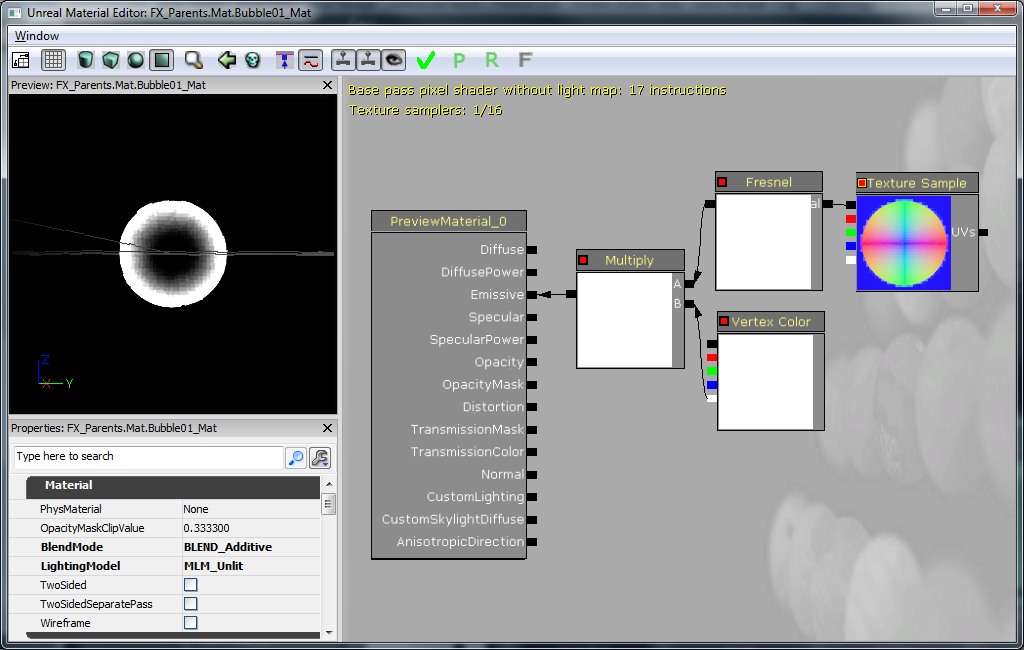 Unreal Material Editor: FX_Parents.Mat.Bubble01_Mat
Window
P R F
Preview: FX_Parents.Mat.Bubble01_Mat
Z
X Y
Properties: FX_Parents.Mat.Bubble01_Mat
Type here to search
Material
PhysMaterial None
OpacityMaskClipValue 0.333300
BlendMode BLEND_Additive
LightingModel MLM_Unlit
TwoSided
TwoSidedSeparatePass
Wireframe
Base pass pixel shader without light map: 17 instructions
Texture samplers: 1/16
PreviewMaterial_0
Diffuse
DiffusePower
Emissive
Specular
SpecularPower
Opacity
OpacityMask
Distortion
TransmissionMask
TransmissionColor
Normal
CustomLighting
CustomSkylightDiffuse
AnisotropicDirection
Multiply
A
B
Fresnel
al
Vertex Color
Texture Sample
UVs